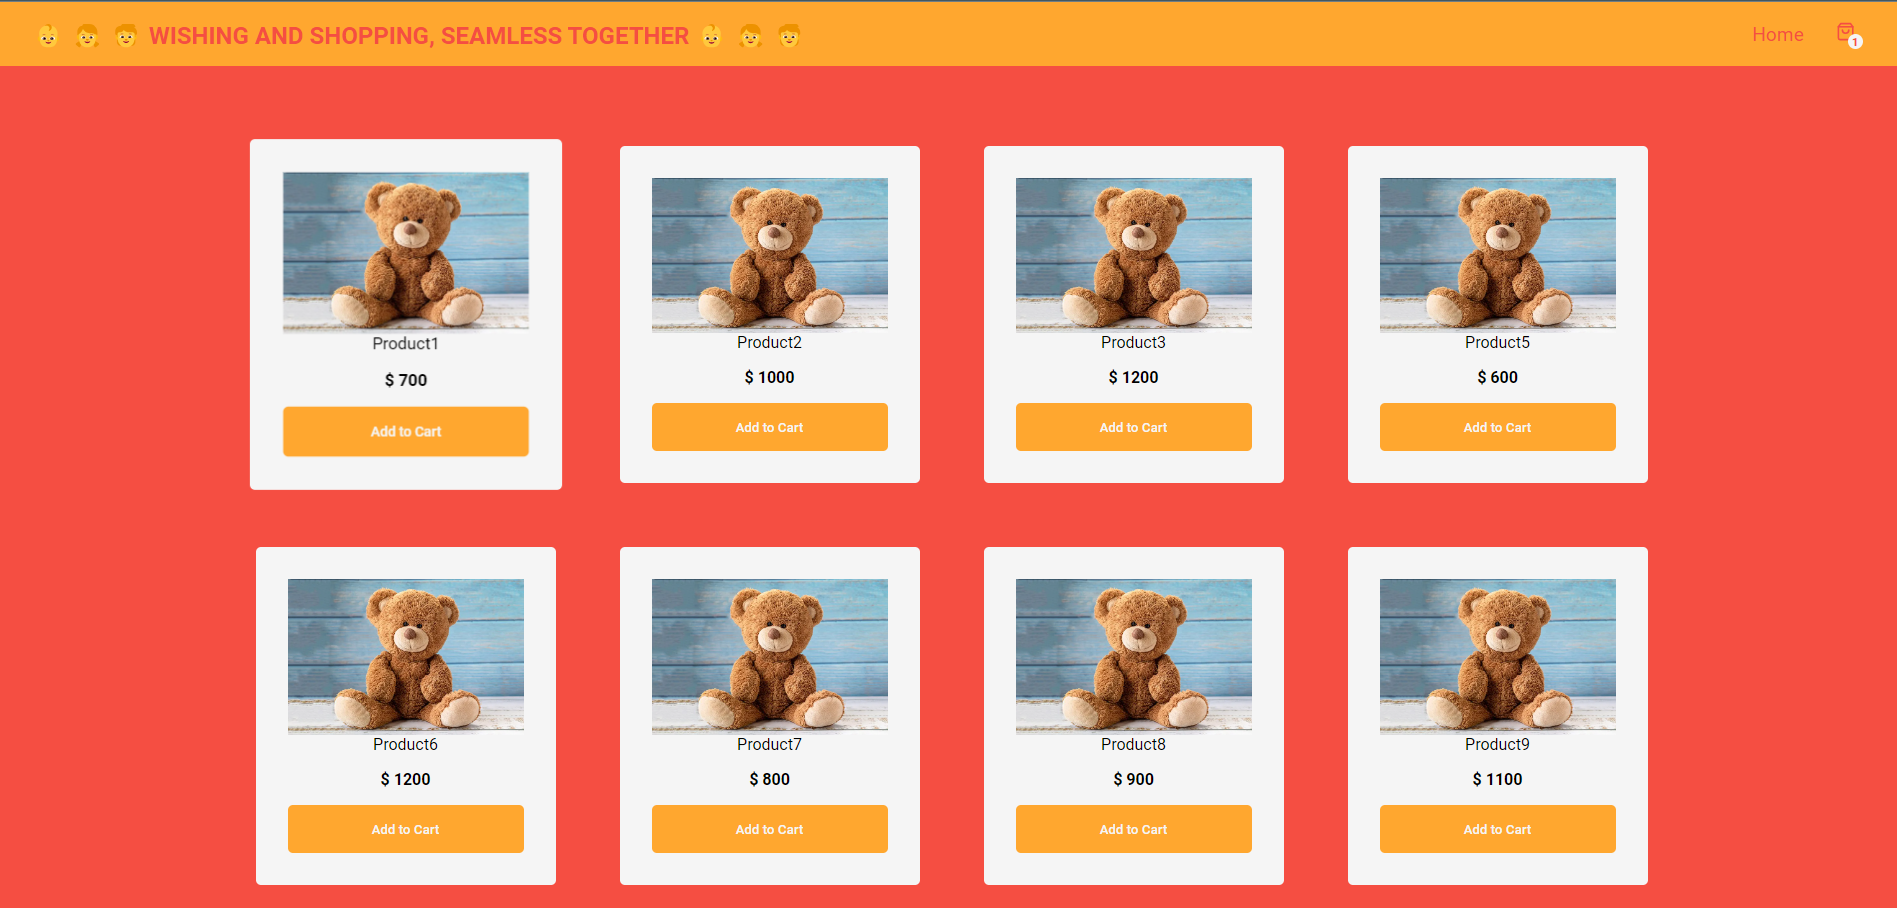 WISHING AND SHOPPING, SEAMLESS TOGETHER
Home
1
Product1
$ 700
Add to Cart
Product2
$ 1000
Add to Cart
Product3
$ 1200
Add to Cart
Product5
$ 600
Add to Cart
Product6
$ 1200
Add to Cart
Product7
$ 800
Add to Cart
Product8
$ 900
Add to Cart
Product9
$ 1100
Add to Cart